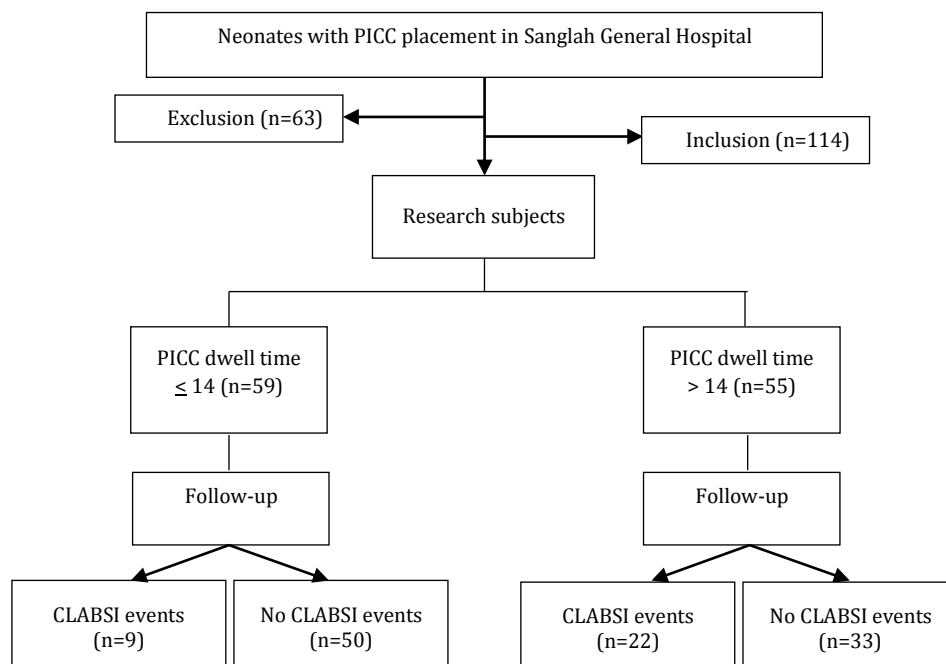 Neonates with PICC placement in Sanglah General Hospital
Exclusion (n=63)
Inclusion (n=114)
Research subjects
PICC dwell time
≤ 14 (n=59)
PICC dwell time
> 14 (n=55)
Follow-up
Follow-up
CLABSI events
(n=9)
No CLABSI events
(n=50)
CLABSI events
(n=22)
No CLABSI events
(n=33)